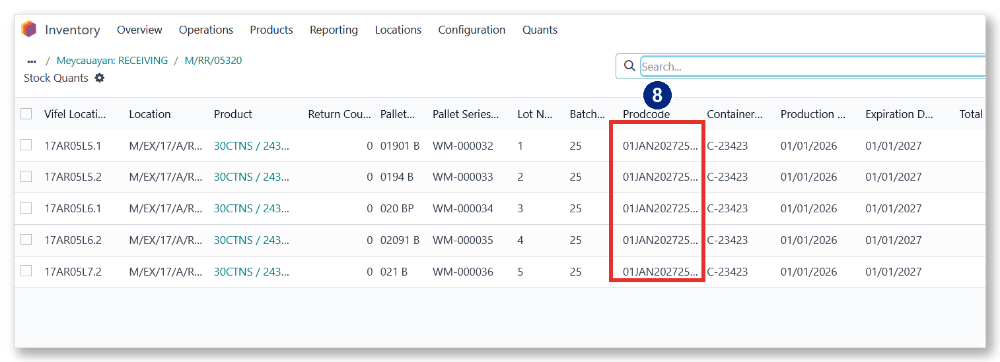 Inventory Overview Operations Products Reporting Locations Configuration Quants
... / Meycauayan: RECEIVING / M/RR/05320
Stock Quants
Search...
8
Vifel Locati... Location Product Return Cou... Pallet... Pallet Series... Lot N... Batch... Prodcode Container... Production ... Expiration D... Total
17AR05L5.1 M/EX/17/A/R... 30CTNS / 243... 0 01901 B WM-000032 1 25 01JAN202725... C-23423 01/01/2026 01/01/2027
17AR05L5.2 M/EX/17/A/R... 30CTNS / 243... 0 0194 B WM-000033 2 25 01JAN202725... C-23423 01/01/2026 01/01/2027
17AR05L6.1 M/EX/17/A/R... 30CTNS / 243... 0 020 BP WM-000034 3 25 01JAN202725... C-23423 01/01/2026 01/01/2027
17AR05L6.2 M/EX/17/A/R... 30CTNS / 243... 0 02091 B WM-000035 4 25 01JAN202725... C-23423 01/01/2026 01/01/2027
17AR05L7.2 M/EX/17/A/R... 30CTNS / 243... 0 021 B WM-000036 5 25 01JAN202725... C-23423 01/01/2026 01/01/2027